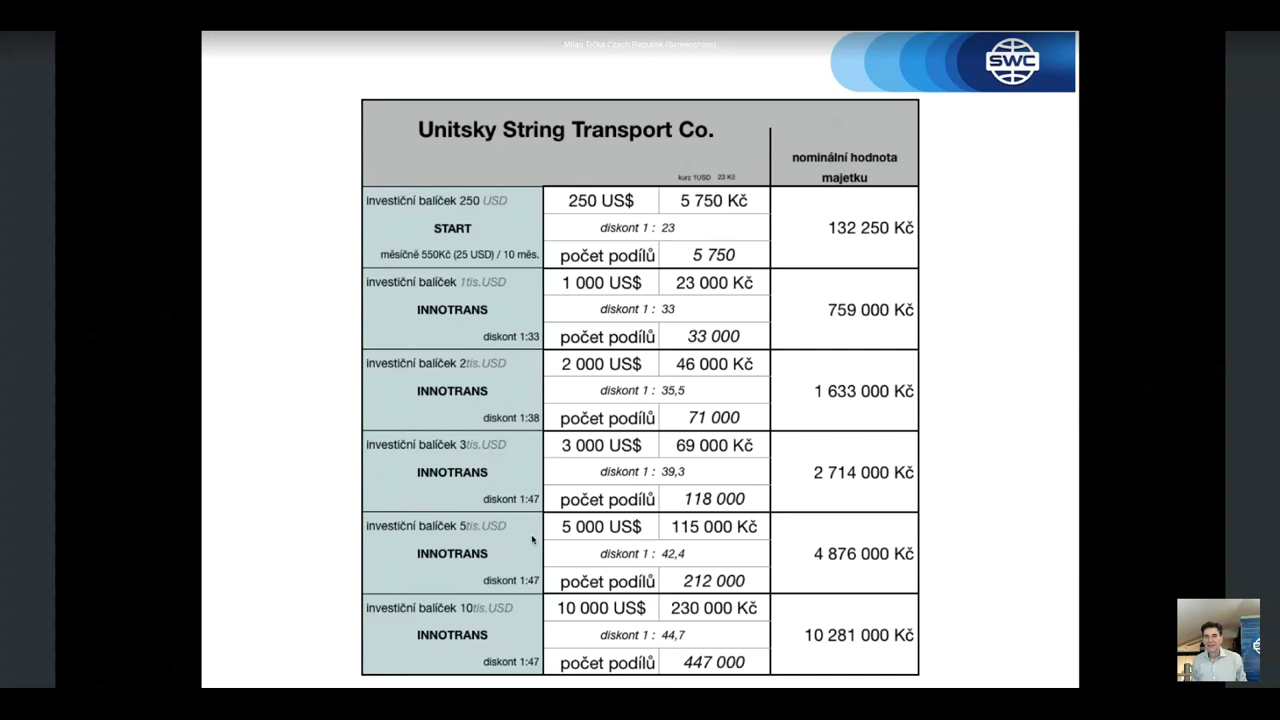 Milan Trčka Czech Republic (Screenshare)
SWC
Unitsky String Transport Co.
kurz 1USD 23 Kč
nominální hodnota
majetku
investiční balíček 250 USD
START
měsíčně 550Kč (25 USD) / 10 měs.
250 US$ 5 750 Kč
diskont 1 : 23
počet podílů 5 750
132 250 Kč
investiční balíček 1tis.USD
INNOTRANS
diskont 1:33
1 000 US$ 23 000 Kč
diskont 1 : 33
počet podílů 33 000
759 000 Kč
investiční balíček 2tis.USD
INNOTRANS
diskont 1:38
2 000 US$ 46 000 Kč
diskont 1 : 35,5
počet podílů 71 000
1 633 000 Kč
investiční balíček 3tis.USD
INNOTRANS
diskont 1:47
3 000 US$ 69 000 Kč
diskont 1 : 39,3
počet podílů 118 000
2 714 000 Kč
investiční balíček 5tis.USD
INNOTRANS
diskont 1:47
5 000 US$ 115 000 Kč
diskont 1 : 42,4
počet podílů 212 000
4 876 000 Kč
investiční balíček 10tis.USD
INNOTRANS
diskont 1:47
10 000 US$ 230 000 Kč
diskont 1 : 44,7
počet podílů 447 000
10 281 000 Kč